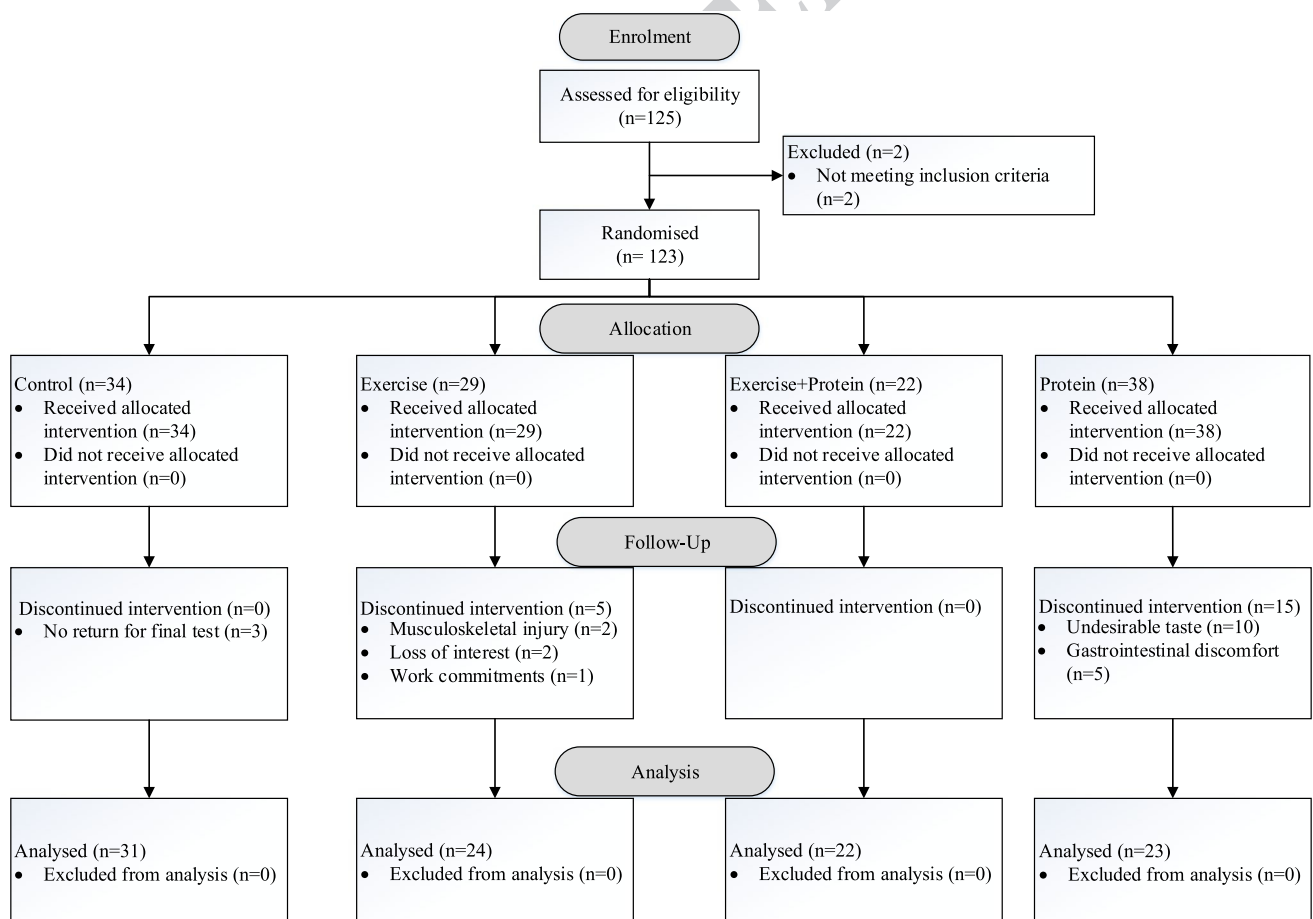 Enrolment
Assessed for eligibility
(n=125)
Excluded (n=2)
• Not meeting inclusion criteria
(n=2)
Randomised
(n= 123)
Allocation
Control (n=34)
• Received allocated
intervention (n=34)
• Did not receive allocated
intervention (n=0)
Exercise (n=29)
• Received allocated
intervention (n=29)
• Did not receive allocated
intervention (n=0)
Exercise+Protein (n=22)
• Received allocated
intervention (n=22)
• Did not receive allocated
intervention (n=0)
Protein (n=38)
• Received allocated
intervention (n=38)
• Did not receive allocated
intervention (n=0)
Follow-Up
Discontinued intervention (n=0)
• No return for final test (n=3)
Discontinued intervention (n=5)
• Musculoskeletal injury (n=2)
• Loss of interest (n=2)
• Work commitments (n=1)
Discontinued intervention (n=0)
Discontinued intervention (n=15)
• Undesirable taste (n=10)
• Gastrointestinal discomfort
(n=5)
Analysis
Analysed (n=31)
• Excluded from analysis (n=0)
Analysed (n=24)
• Excluded from analysis (n=0)
Analysed (n=22)
• Excluded from analysis (n=0)
Analysed (n=23)
• Excluded from analysis (n=0)